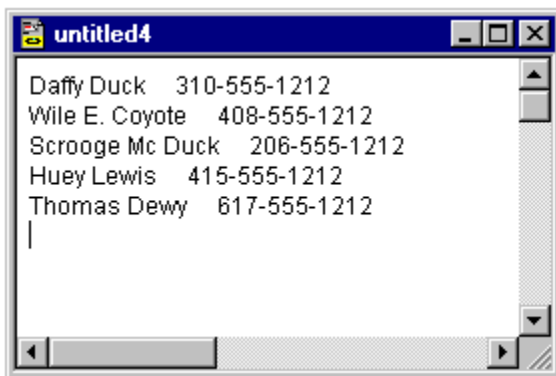 untitled4
Daffy Duck    310-555-1212
Wile E. Coyote    408-555-1212
Scrooge Mc Duck    206-555-1212
Huey Lewis    415-555-1212
Thomas Dewy    617-555-1212